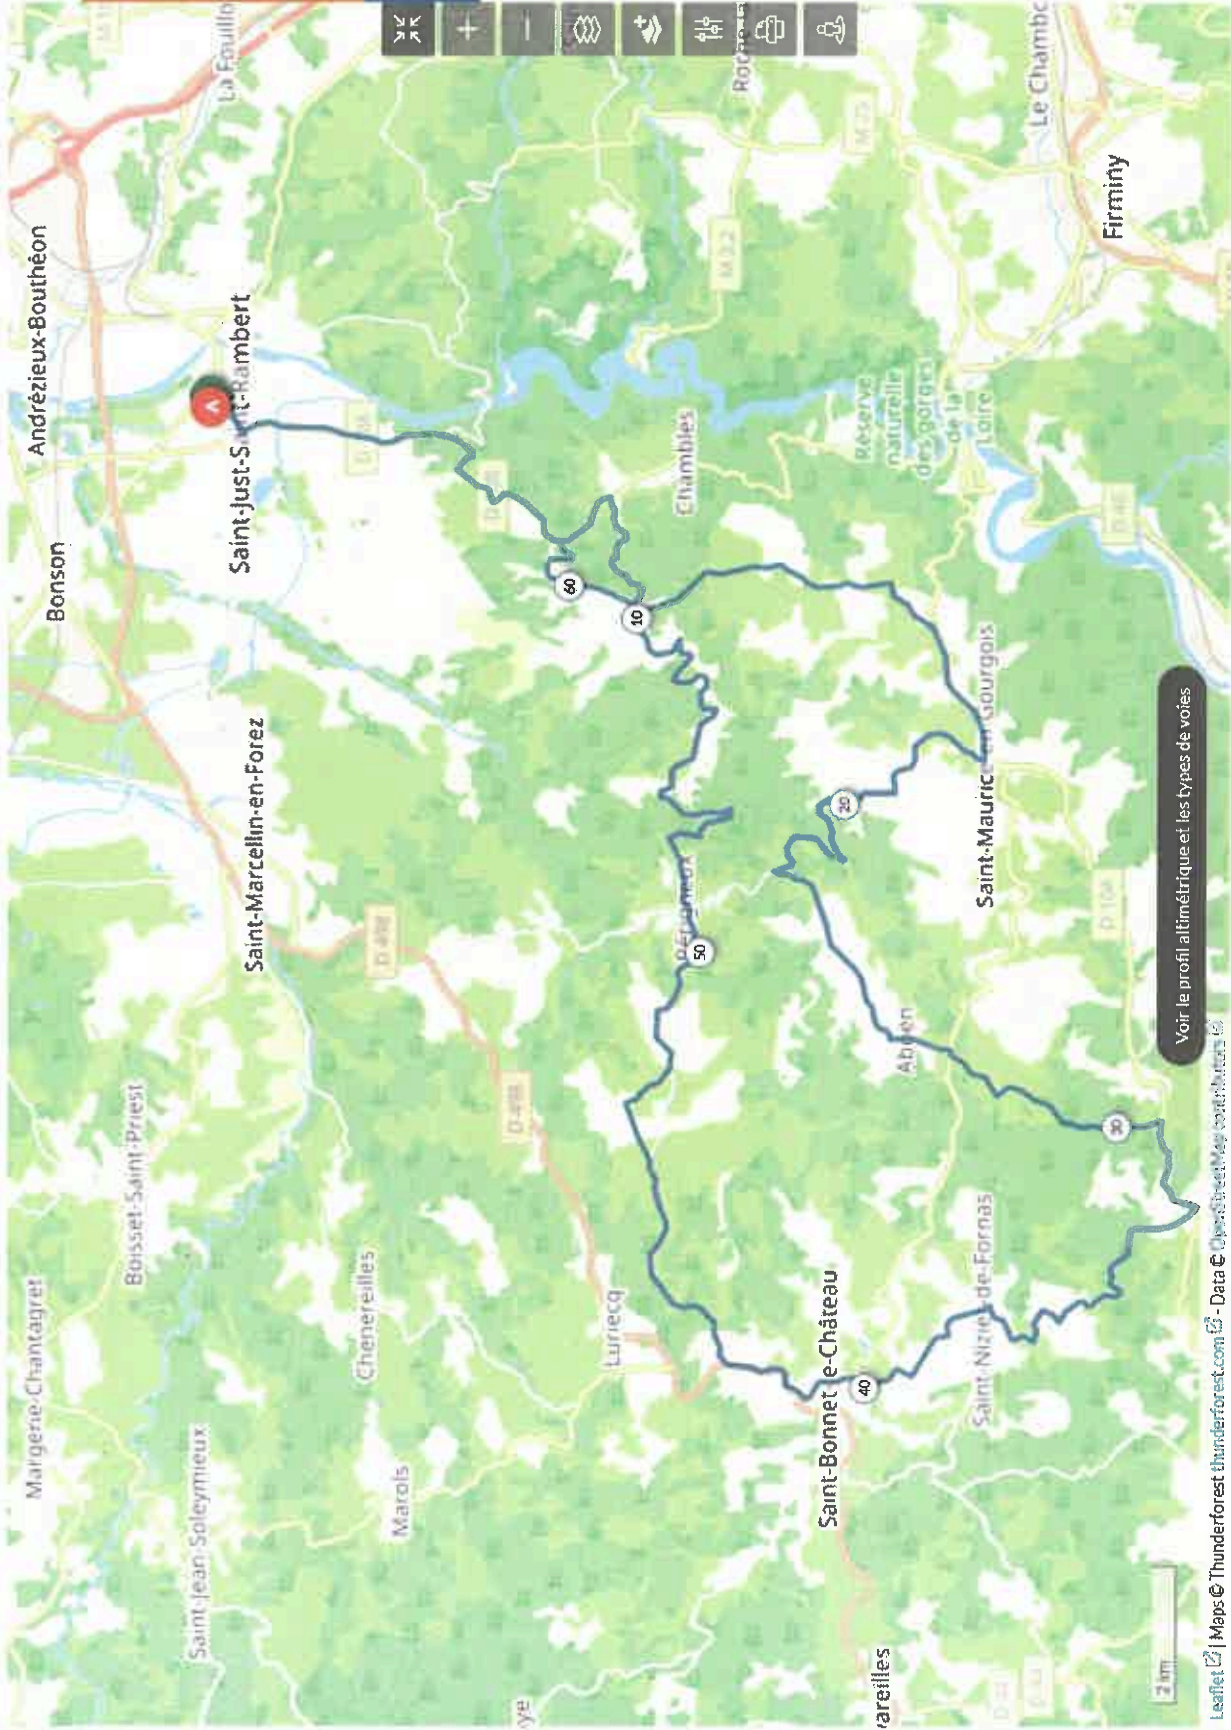 Margerie-Chantagret
Andrézieux-Bouthéon
Bonson
Boisset-Saint-Priest
Saint-Jean-Soleymieux
La Fouillo
Saint-Just-Saint-Rambert
Saint-Marcellin-en-Forez
Chenereilles
D 498
Marols
D 498
60
Luriecq
10
Périgneux
Chambles
50
Saint-Bonnet-le-Château
20
40
Réserve
naturelle
des gorges
de la
Loire
Aboën
areilles
Saint-Nizier-de-Fornas
Saint-Maurice-en-Gourgois
Le Chambo
D 104
Firminy
30
2 km
Voir le profil altimétrique et les types de voies
Leaflet | Maps © Thunderforest thunderforest.com - Data © OpenStreetMap contributors